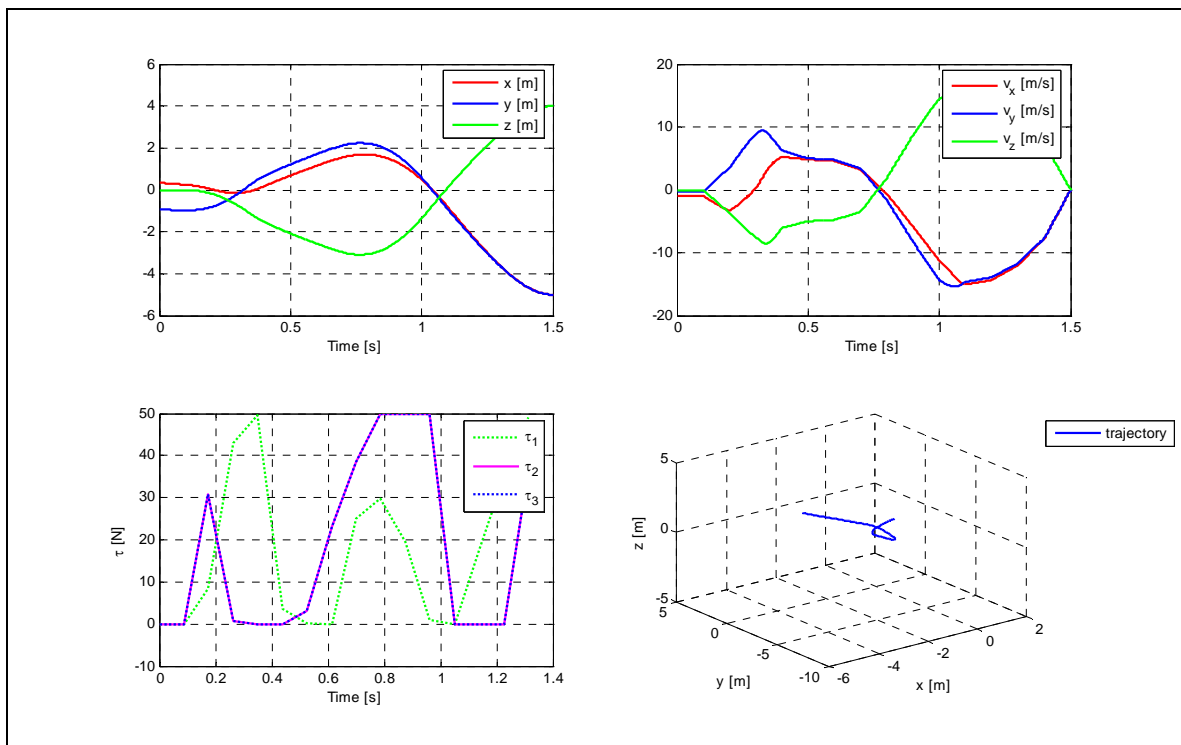 6
4
2
0
-2
-4
-6
0
0.5
1
1.5
Time [s]
x [m]
y [m]
z [m]
20
10
0
-10
-20
0
0.5
1
1.5
Time [s]
v_x [m/s]
v_y [m/s]
v_z [m/s]
50
40
30
20
10
0
-10
0
0.2
0.4
0.6
0.8
1
1.2
1.4
Time [s]
τ [N]
τ_1
τ_2
τ_3
5
0
-5
z [m]
5
0
-5
-10
y [m]
-6
-4
-2
0
2
x [m]
trajectory